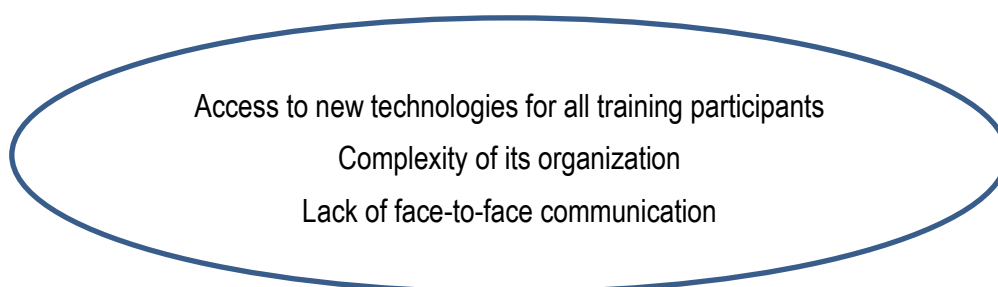 Access to new technologies for all training participants
Complexity of its organization
Lack of face-to-face communication